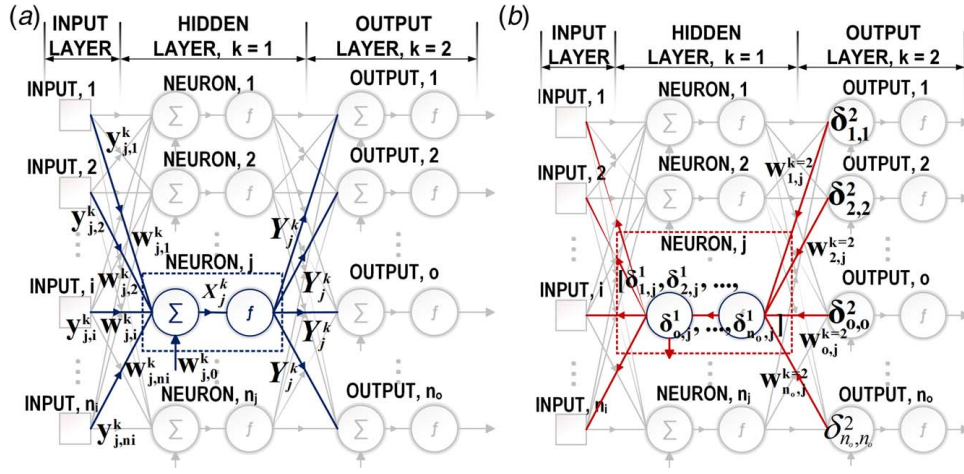 (a)
INPUT LAYER
HIDDEN LAYER, k = 1
OUTPUT LAYER, k = 2
INPUT, 1
NEURON, 1
OUTPUT, 1
Σ
f
y^k_{j,1}
INPUT, 2
NEURON, 2
OUTPUT, 2
Σ
f
y^k_{j,2}
w^k_{j,1}
Y^k_j
NEURON, j
w^k_{j,2}
X^k_j
Y^k_j
INPUT, i
OUTPUT, o
Σ
f
y^k_{j,i}
w^k_{j,i}
Y^k_j
w^k_{j,ni}
w^k_{j,0}
Y^k_j
INPUT, n_i
NEURON, n_j
OUTPUT, n_o
y^k_{j,ni}
Σ
f
(b)
INPUT LAYER
HIDDEN LAYER, k = 1
OUTPUT LAYER, k = 2
INPUT, 1
NEURON, 1
OUTPUT, 1
Σ
f
δ^2_{1,1}
f
w^{k=2}_{1,j}
INPUT, 2
NEURON, 2
OUTPUT, 2
Σ
f
δ^2_{2,2}
f
NEURON, j
w^{k=2}_{2,j}
INPUT, i
[δ^1_{1,j}, δ^1_{2,j}, ...,
OUTPUT, o
δ^1_{o,j}, ..., δ^1_{n_o,j}]
δ^2_{o,o}
f
w^{k=2}_{o,j}
w^{k=2}_{n_o,j}
INPUT, n_i
NEURON, n_j
OUTPUT, n_o
Σ
f
δ^2_{n_o,n_o}
f